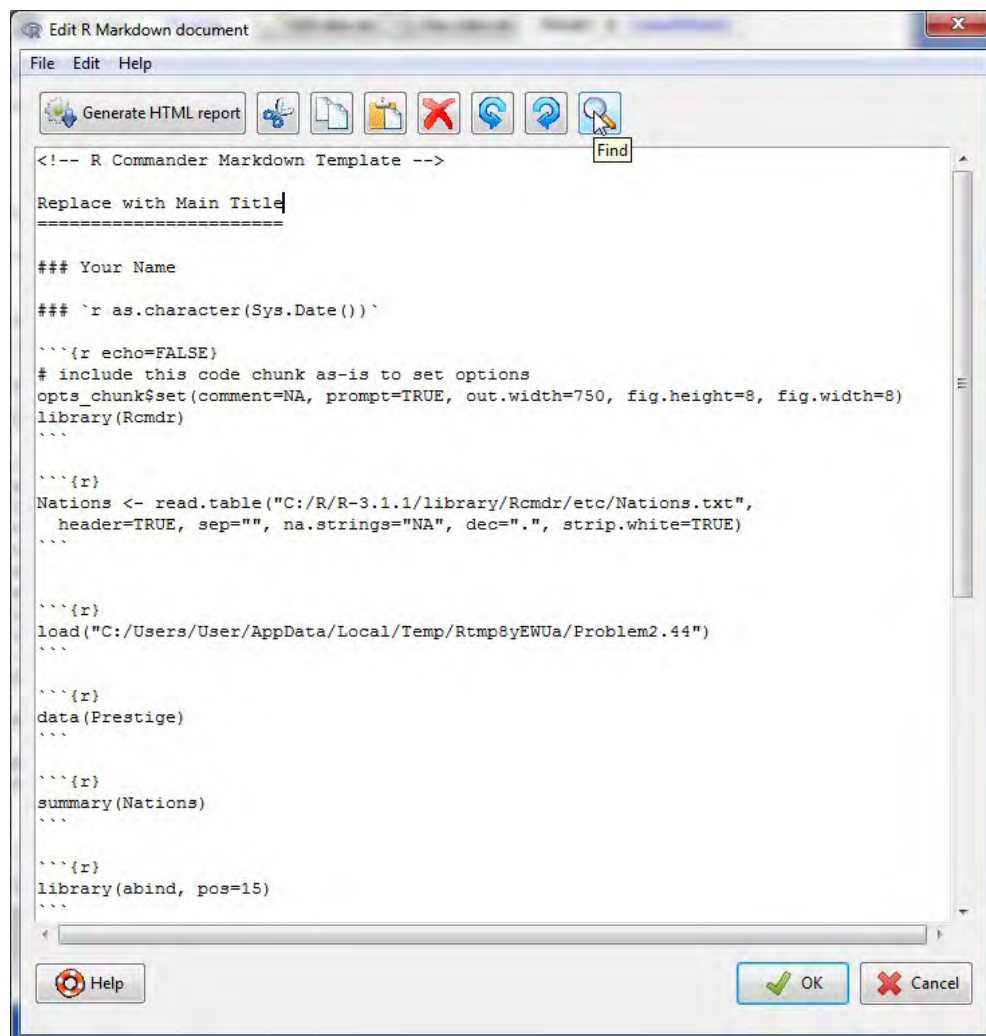 Edit R Markdown document
File Edit Help
Generate HTML report
Find
<!-- R Commander Markdown Template -->
Replace with Main Title
=======================
### Your Name
### `r as.character(Sys.Date())`
```{r echo=FALSE}
# include this code chunk as-is to set options
opts_chunk$set(comment=NA, prompt=TRUE, out.width=750, fig.height=8, fig.width=8)
library(Rcmdr)
```
```{r}
Nations <- read.table("C:/R/R-3.1.1/library/Rcmdr/etc/Nations.txt",
  header=TRUE, sep="", na.strings="NA", dec=".", strip.white=TRUE)
```
```{r}
load("C:/Users/User/AppData/Local/Temp/Rtmp8yEWUa/Problem2.44")
```
```{r}
data(Prestige)
```
```{r}
summary(Nations)
```
```{r}
library(abind, pos=15)
```
Help
OK
Cancel